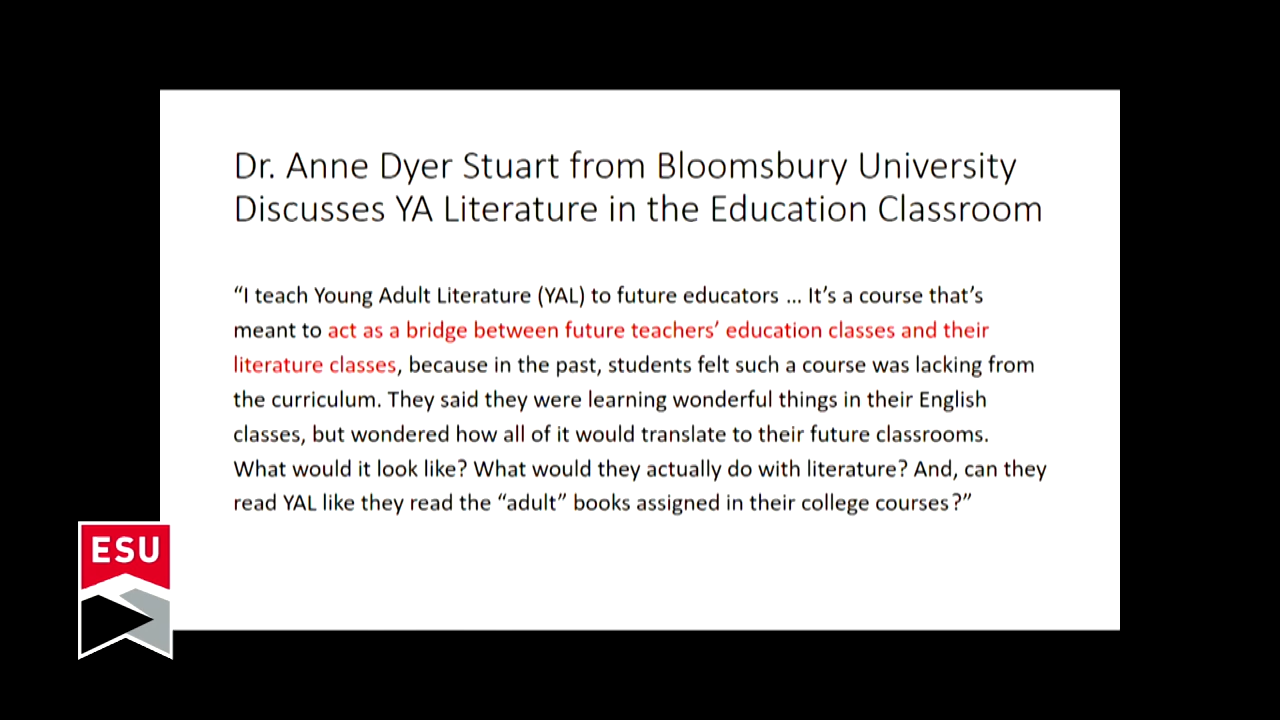 Dr. Anne Dyer Stuart from Bloomsbury University
Discusses YA Literature in the Education Classroom
“I teach Young Adult Literature (YAL) to future educators ... It’s a course that’s
meant to act as a bridge between future teachers’ education classes and their
literature classes, because in the past, students felt such a course was lacking from
the curriculum. They said they were learning wonderful things in their English
classes, but wondered how all of it would translate to their future classrooms.
What would it look like? What would they actually do with literature? And, can they
read YAL like they read the “adult” books assigned in their college courses?”
ESU